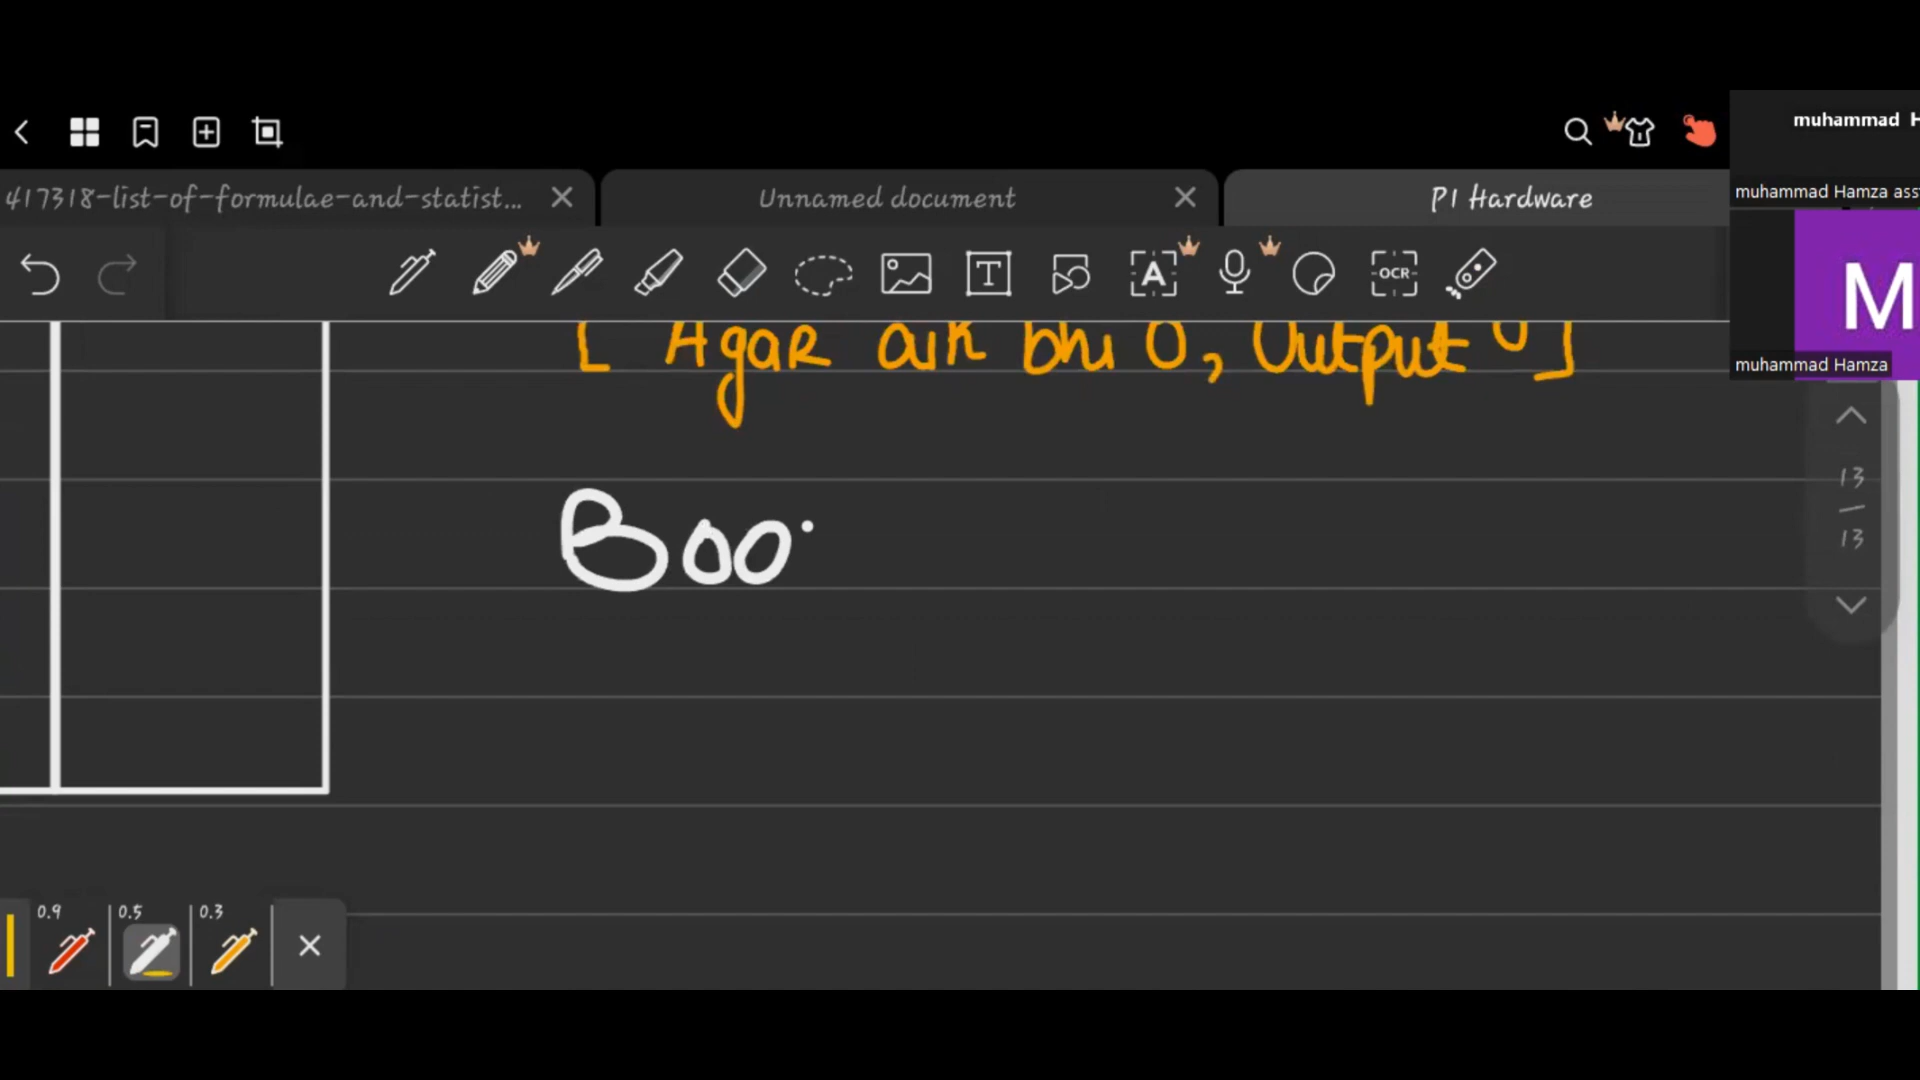 muhammad H
417318-list-of-formulae-and-statist...
Unnamed document
P1 Hardware
muhammad Hamza ass
T
A
OCR
M
muhammad Hamza
[ Agar aik bhi 0, Output 0 ]
Boo
13
13
0.9
0.5
0.3